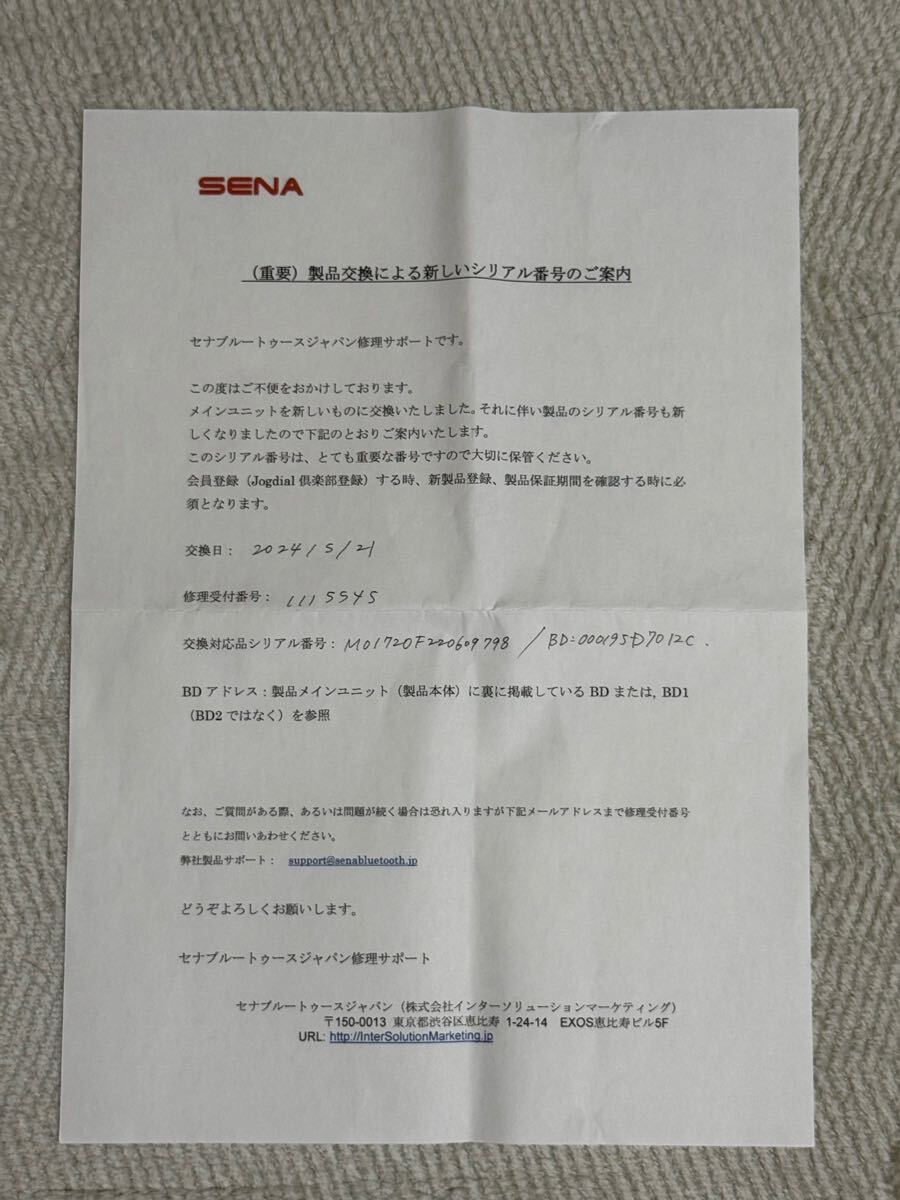 SENA
(重要)製品交換による新しいシリアル番号のご案内
セナブルートゥースジャパン修理サポートです。
この度はご不便をおかけしております。
メインユニットを新しいものに交換いたしました。それに伴い製品のシリアル番号も新
しくなりましたので下記のとおりご案内いたします。
このシリアル番号は、とても重要な番号ですので大切に保管ください。
会員登録(Jogdial 倶楽部登録)する時、新製品登録、製品保証期間を確認する時に必
須となります。
交換日: 2024/5/21
修理受付番号: 1115545
交換対応品シリアル番号: M01720F220609798 / BD:000195D7012C.
BD アドレス:製品メインユニット(製品本体)に裏に掲載している BD または, BD1
(BD2 ではなく)を参照
なお、ご質問がある際、あるいは問題が続く場合は恐れ入りますが下記メールアドレスまで修理受付番号
とともにお問いあわせください。
弊社製品サポート: support@senabluetooth.jp
どうぞよろしくお願いします。
セナブルートゥースジャパン修理サポート
セナブルートゥースジャパン(株式会社インターソリューションマーケティング)
〒150-0013 東京都渋谷区恵比寿 1-24-14 EXOS恵比寿ビル5F
URL: http://InterSolutionMarketing.jp